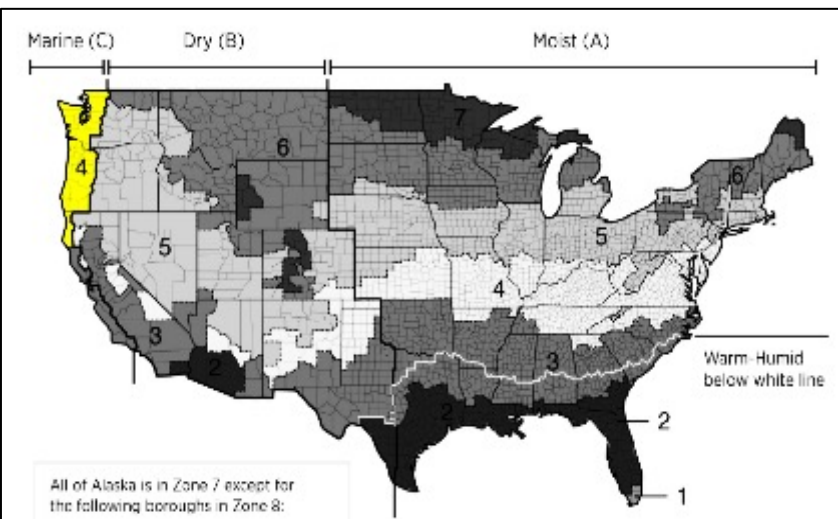 Marine (C)
Dry (B)
Moist (A)
7
6
6
4
5
5
4
3
3
Warm-Humid
below white line
2
2
2
1
All of Alaska is in Zone 7 except for
the following boroughs in Zone 8: